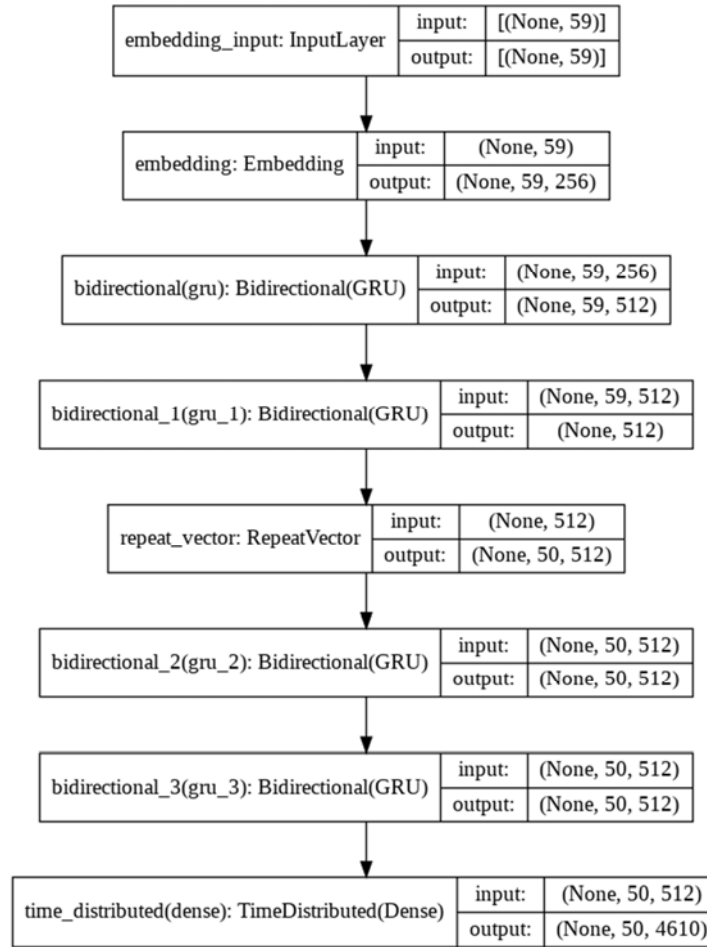 embedding_input: InputLayer
input: [(None, 59)]
output: [(None, 59)]
embedding: Embedding
input: (None, 59)
output: (None, 59, 256)
bidirectional(gru): Bidirectional(GRU)
input: (None, 59, 256)
output: (None, 59, 512)
bidirectional_1(gru_1): Bidirectional(GRU)
input: (None, 59, 512)
output: (None, 512)
repeat_vector: RepeatVector
input: (None, 512)
output: (None, 50, 512)
bidirectional_2(gru_2): Bidirectional(GRU)
input: (None, 50, 512)
output: (None, 50, 512)
bidirectional_3(gru_3): Bidirectional(GRU)
input: (None, 50, 512)
output: (None, 50, 512)
time_distributed(dense): TimeDistributed(Dense)
input: (None, 50, 512)
output: (None, 50, 4610)